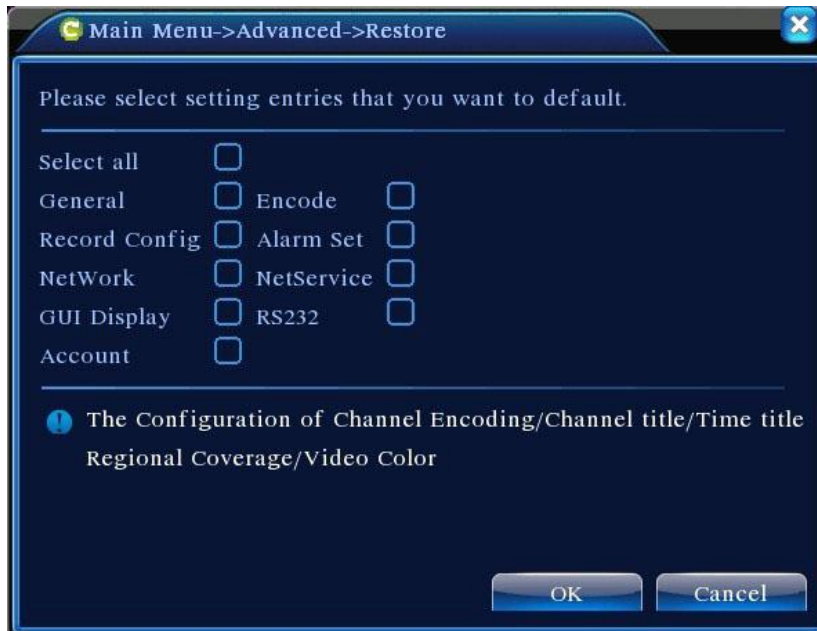 Main Menu->Advanced->Restore
Please select setting entries that you want to default.
Select all
General Encode
Record Config Alarm Set
NetWork NetService
GUI Display RS232
Account
The Configuration of Channel Encoding/Channel title/Time title
Regional Coverage/Video Color
OK Cancel